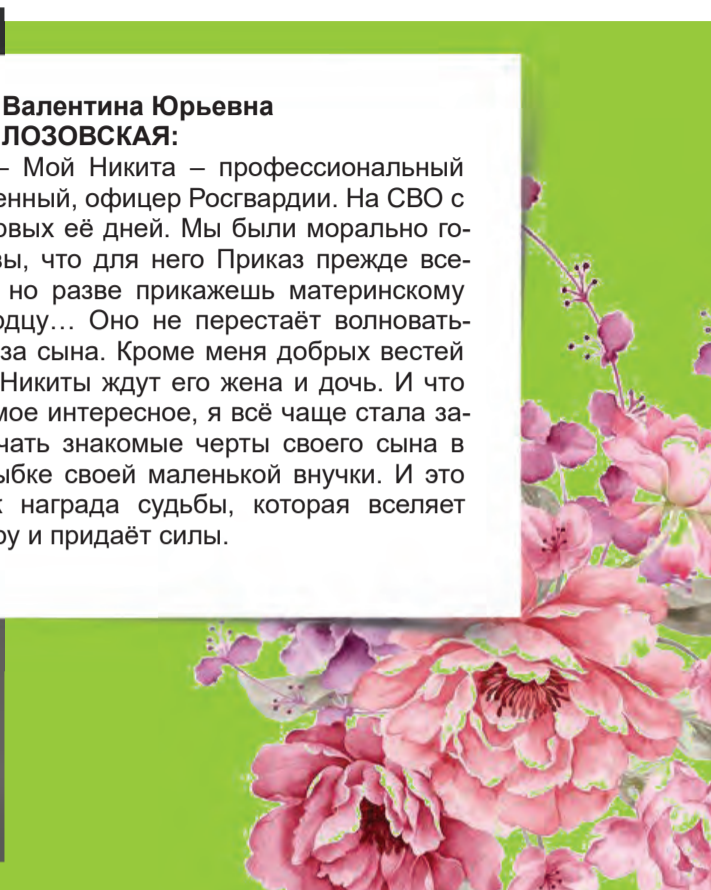 Валентина Юрьевна
ЛОЗОВСКАЯ:
– Мой Никита – профессиональный
енный, офицер Росгвардии. На СВО с
овых её дней. Мы были морально го-
вы, что для него Приказ прежде все-
но разве прикажешь материнскому
рдцу… Оно не перестаёт волновать-
за сына. Кроме меня добрых вестей
Никиты ждут его жена и дочь. И что
мое интересное, я всё чаще стала за-
чать знакомые черты своего сына в
ыбке своей маленькой внучки. И это
к награда судьбы, которая вселяет
ру и придаёт силы.